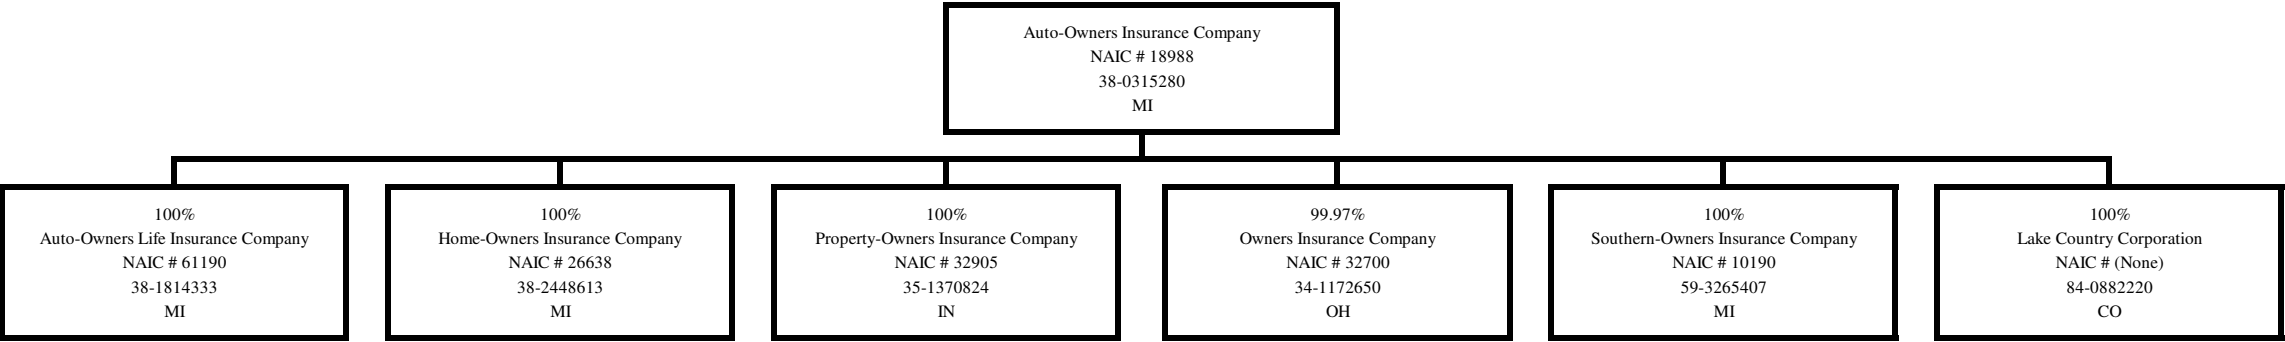 Auto-Owners Insurance Company
NAIC # 18988
38-0315280
MI
100%
Auto-Owners Life Insurance Company
NAIC # 61190
38-1814333
MI
100%
Home-Owners Insurance Company
NAIC # 26638
38-2448613
MI
100%
Property-Owners Insurance Company
NAIC # 32905
35-1370824
IN
99.97%
Owners Insurance Company
NAIC # 32700
34-1172650
OH
100%
Southern-Owners Insurance Company
NAIC # 10190
59-3265407
MI
100%
Lake Country Corporation
NAIC # (None)
84-0882220
CO